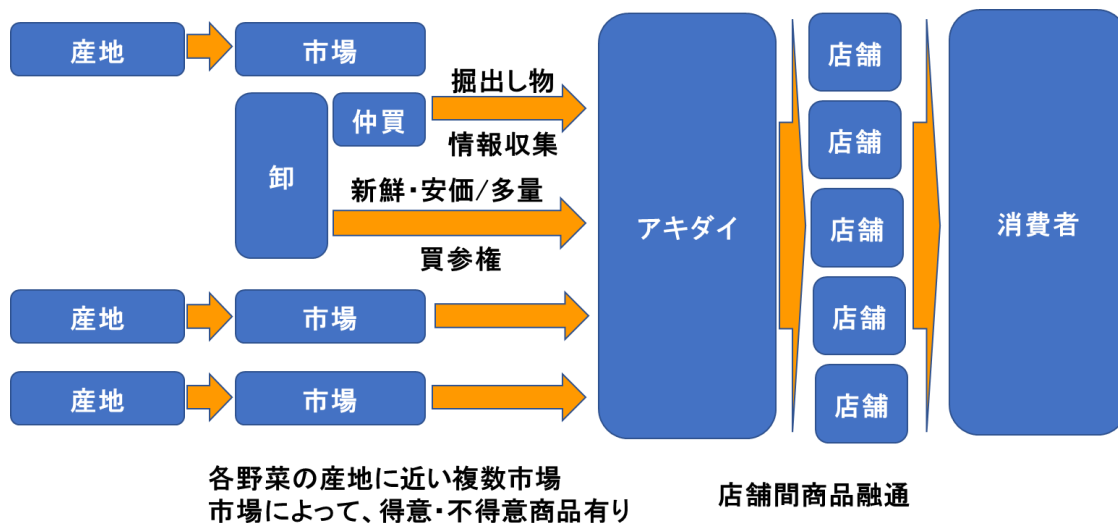 産地
市場
仲買
卸
掘出し物
情報収集
新鮮・安価/多量
買参権
産地
市場
産地
市場
アキダイ
店舗
店舗
店舗
店舗
店舗
消費者
各野菜の産地に近い複数市場
市場によって、得意・不得意商品有り
店舗間商品融通